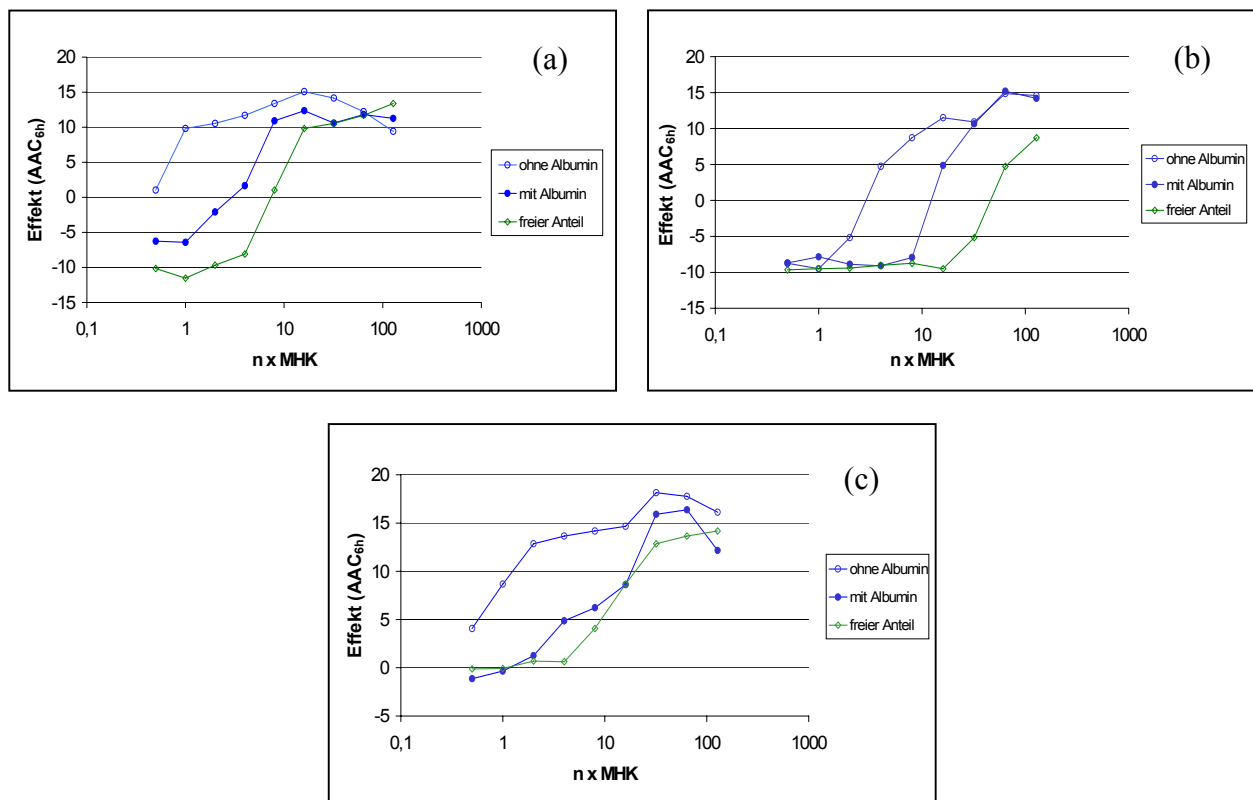 (a)
20
15
10
5
0
-5
-10
-15
Effekt (AAC6h)
0,1 1 10 100 1000
n x MHK
ohne Albumin
mit Albumin
freier Anteil
(b)
20
15
10
5
0
-5
-10
-15
Effekt (AAC6h)
0,1 1 10 100 1000
n x MHK
ohne Albumin
mit Albumin
freier Anteil
(c)
20
15
10
5
0
-5
Effekt (AAC6h)
0,1 1 10 100 1000
n x MHK
ohne Albumin
mit Albumin
freier Anteil